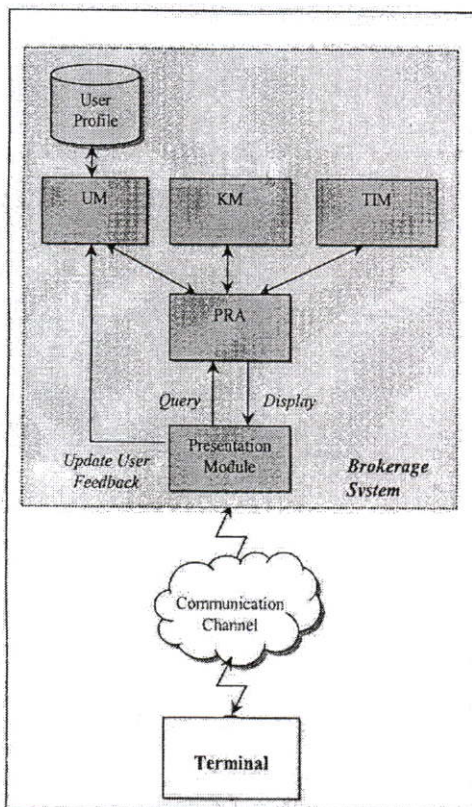 User
Profile
UM
KM
TIM
PRA
Query
Display
Presentation
Module
Update User
Feedback
Brokerage
System
Communication
Channel
Terminal